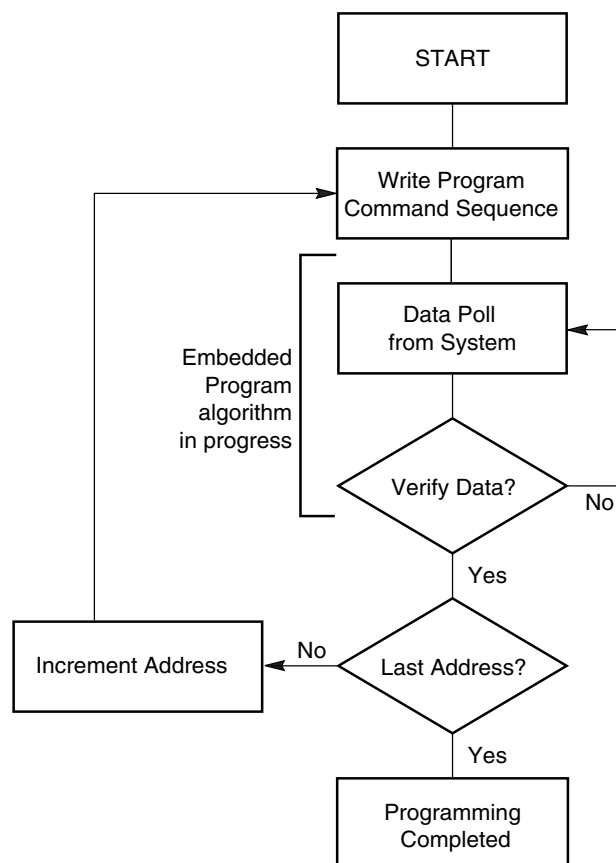 START
Write Program
Command Sequence
Data Poll
from System
Embedded
Program
algorithm
in progress
Verify Data?
No
Yes
Increment Address
No
Last Address?
Yes
Programming
Completed